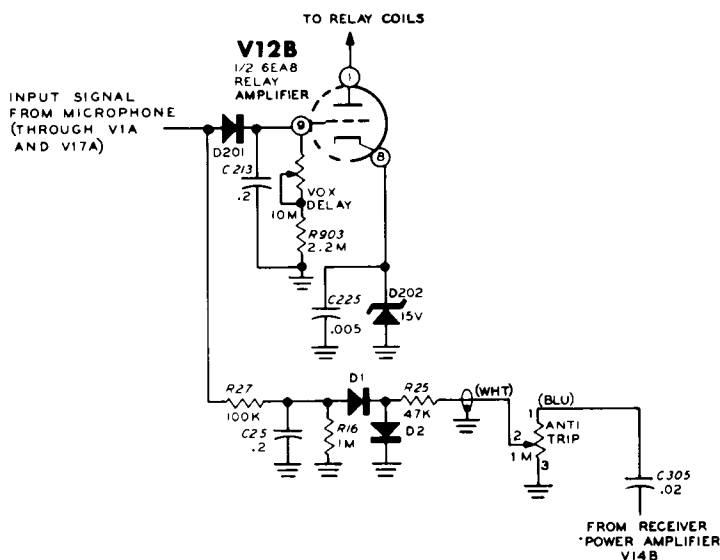 TO RELAY COILS
V12B
1/2 6EA8
RELAY
AMPLIFIER
1
INPUT SIGNAL
FROM MICROPHONE
(THROUGH V1A
AND V17A)
9
D201
8
C213
.2
VOX
DELAY
10M
R903
2.2M
C225
.005
D202
15V
R27
100K
C25
.2
R16
1M
D1
D2
R25
47K
(WHT)
(BLU)
1
2
3
ANTI
TRIP
1M
C305
.02
FROM RECEIVER
POWER AMPLIFIER
V14B